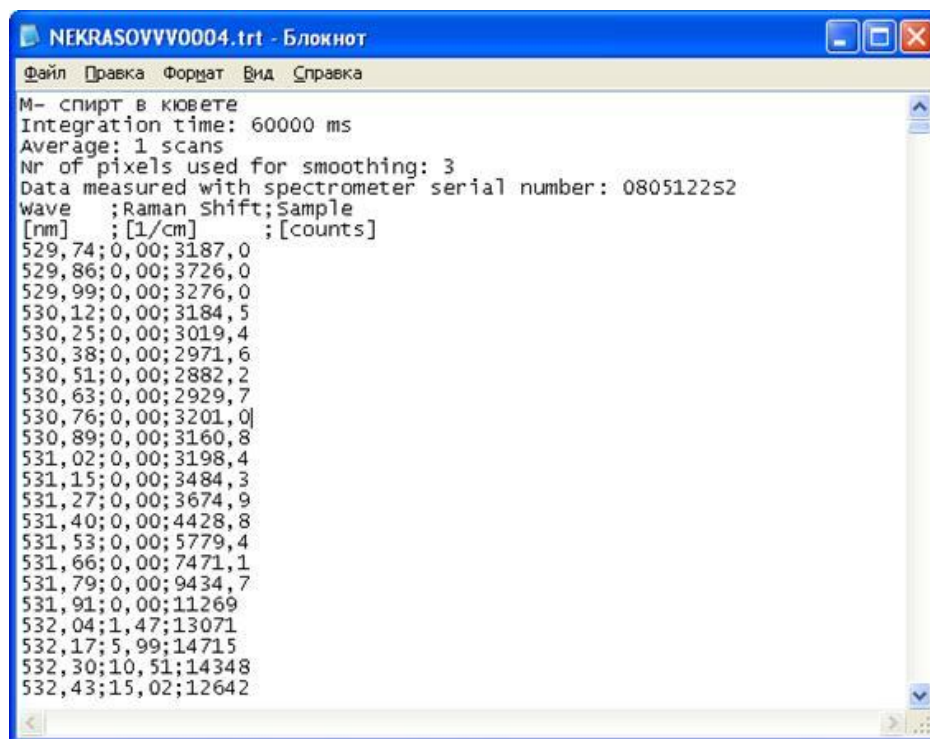 NEKRASOVVV0004.trt - Блокнот
Файл Правка Формат Вид Справка
М- спирт в кювете
Integration time: 60000 ms
Average: 1 scans
Nr of pixels used for smoothing: 3
Data measured with spectrometer serial number: 0805122S2
Wave   ;Raman Shift;Sample
[nm]   ;[1/cm]     ;[counts]
529,74;0,00;3187,0
529,86;0,00;3726,0
529,99;0,00;3276,0
530,12;0,00;3184,5
530,25;0,00;3019,4
530,38;0,00;2971,6
530,51;0,00;2882,2
530,63;0,00;2929,7
530,76;0,00;3201,0
530,89;0,00;3160,8
531,02;0,00;3198,4
531,15;0,00;3484,3
531,27;0,00;3674,9
531,40;0,00;4428,8
531,53;0,00;5779,4
531,66;0,00;7471,1
531,79;0,00;9434,7
531,91;0,00;11269
532,04;1,47;13071
532,17;5,99;14715
532,30;10,51;14348
532,43;15,02;12642